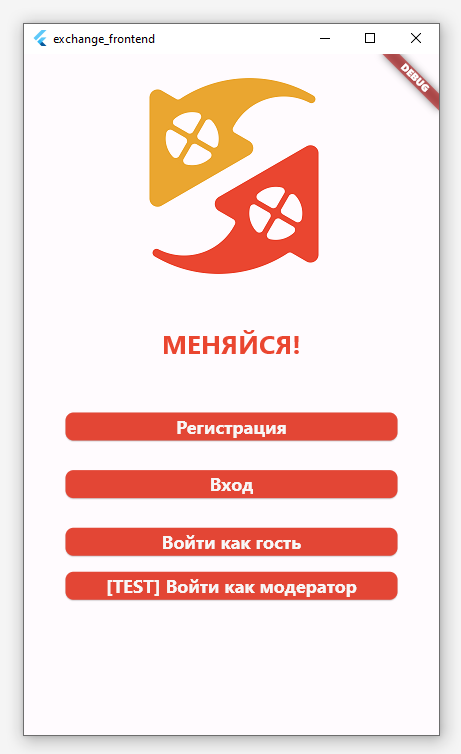 exchange_frontend
DEBUG
МЕНЯЙСЯ!
Регистрация
Вход
Войти как гость
[TEST] Войти как модератор